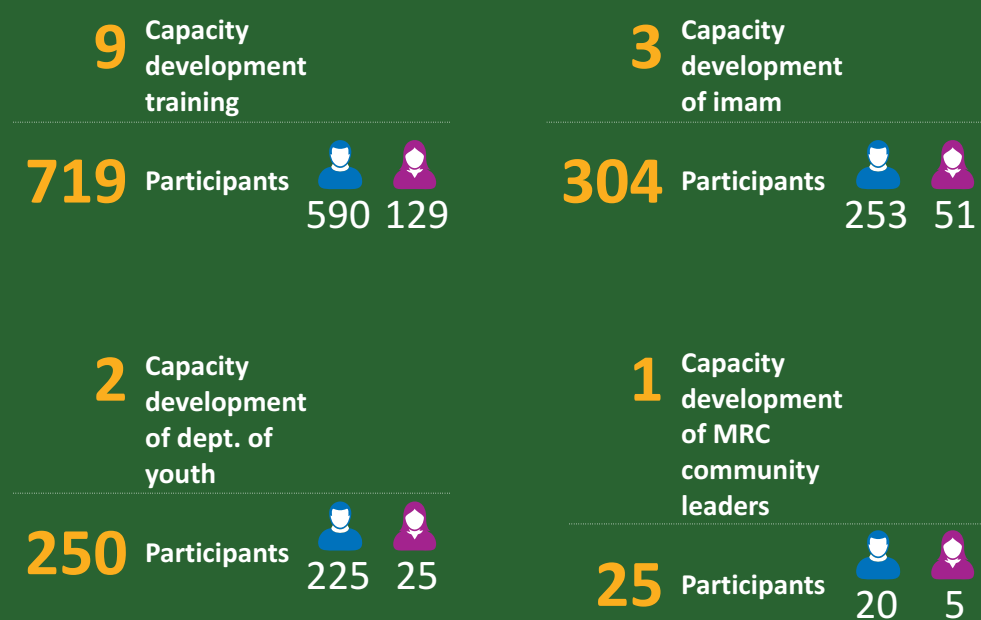 9 Capacity
development
training
719 Participants
590 129
3 Capacity
development
of imam
304 Participants
253 51
2 Capacity
development
of dept. of
youth
250 Participants
225 25
1 Capacity
development
of MRC
community
leaders
25 Participants
20 5